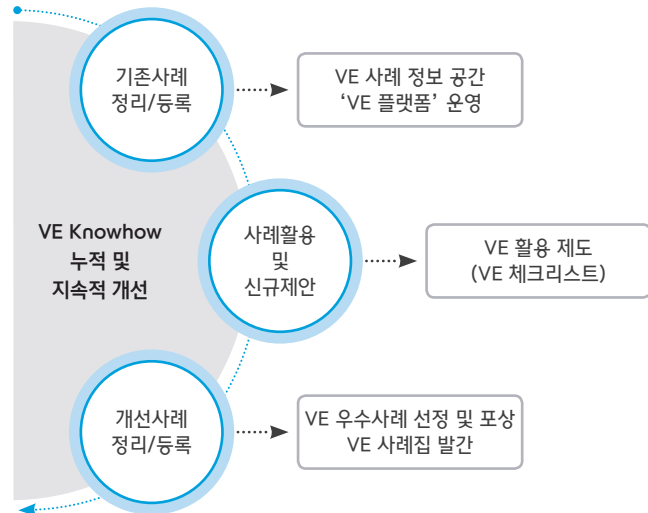 기존사례
정리/등록
VE 사례 정보 공간
‘VE 플랫폼’ 운영
VE Knowhow
누적 및
지속적 개선
사례활용
및
신규제안
VE 활용 제도
(VE 체크리스트)
개선사례
정리/등록
VE 우수사례 선정 및 포상
VE 사례집 발간